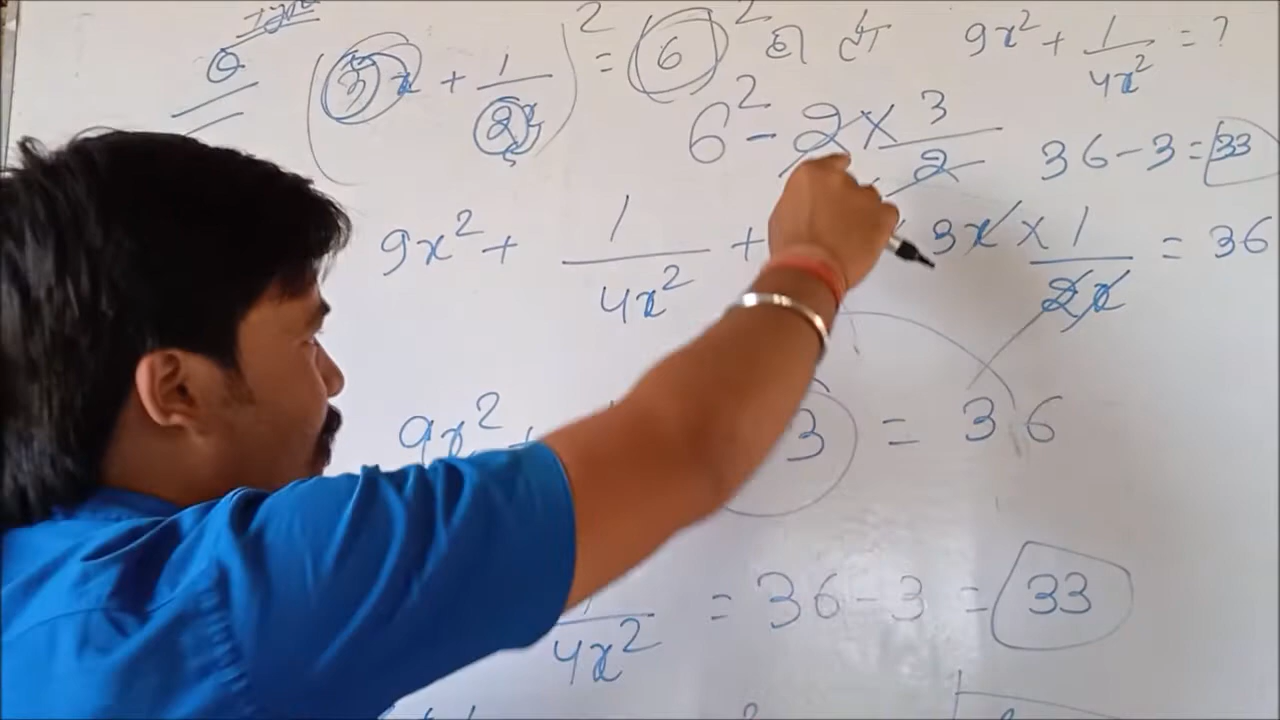 Type
Q (3x + 1/2x)² = (6)² हो तो 9x² + 1/4x² = ?
6² - 2 × 3/2 36 - 3 = 33
9x² + 1/4x² + 3x × 1/2x = 36
9x² + 3 = 36
1/4x² = 36 - 3 = 33